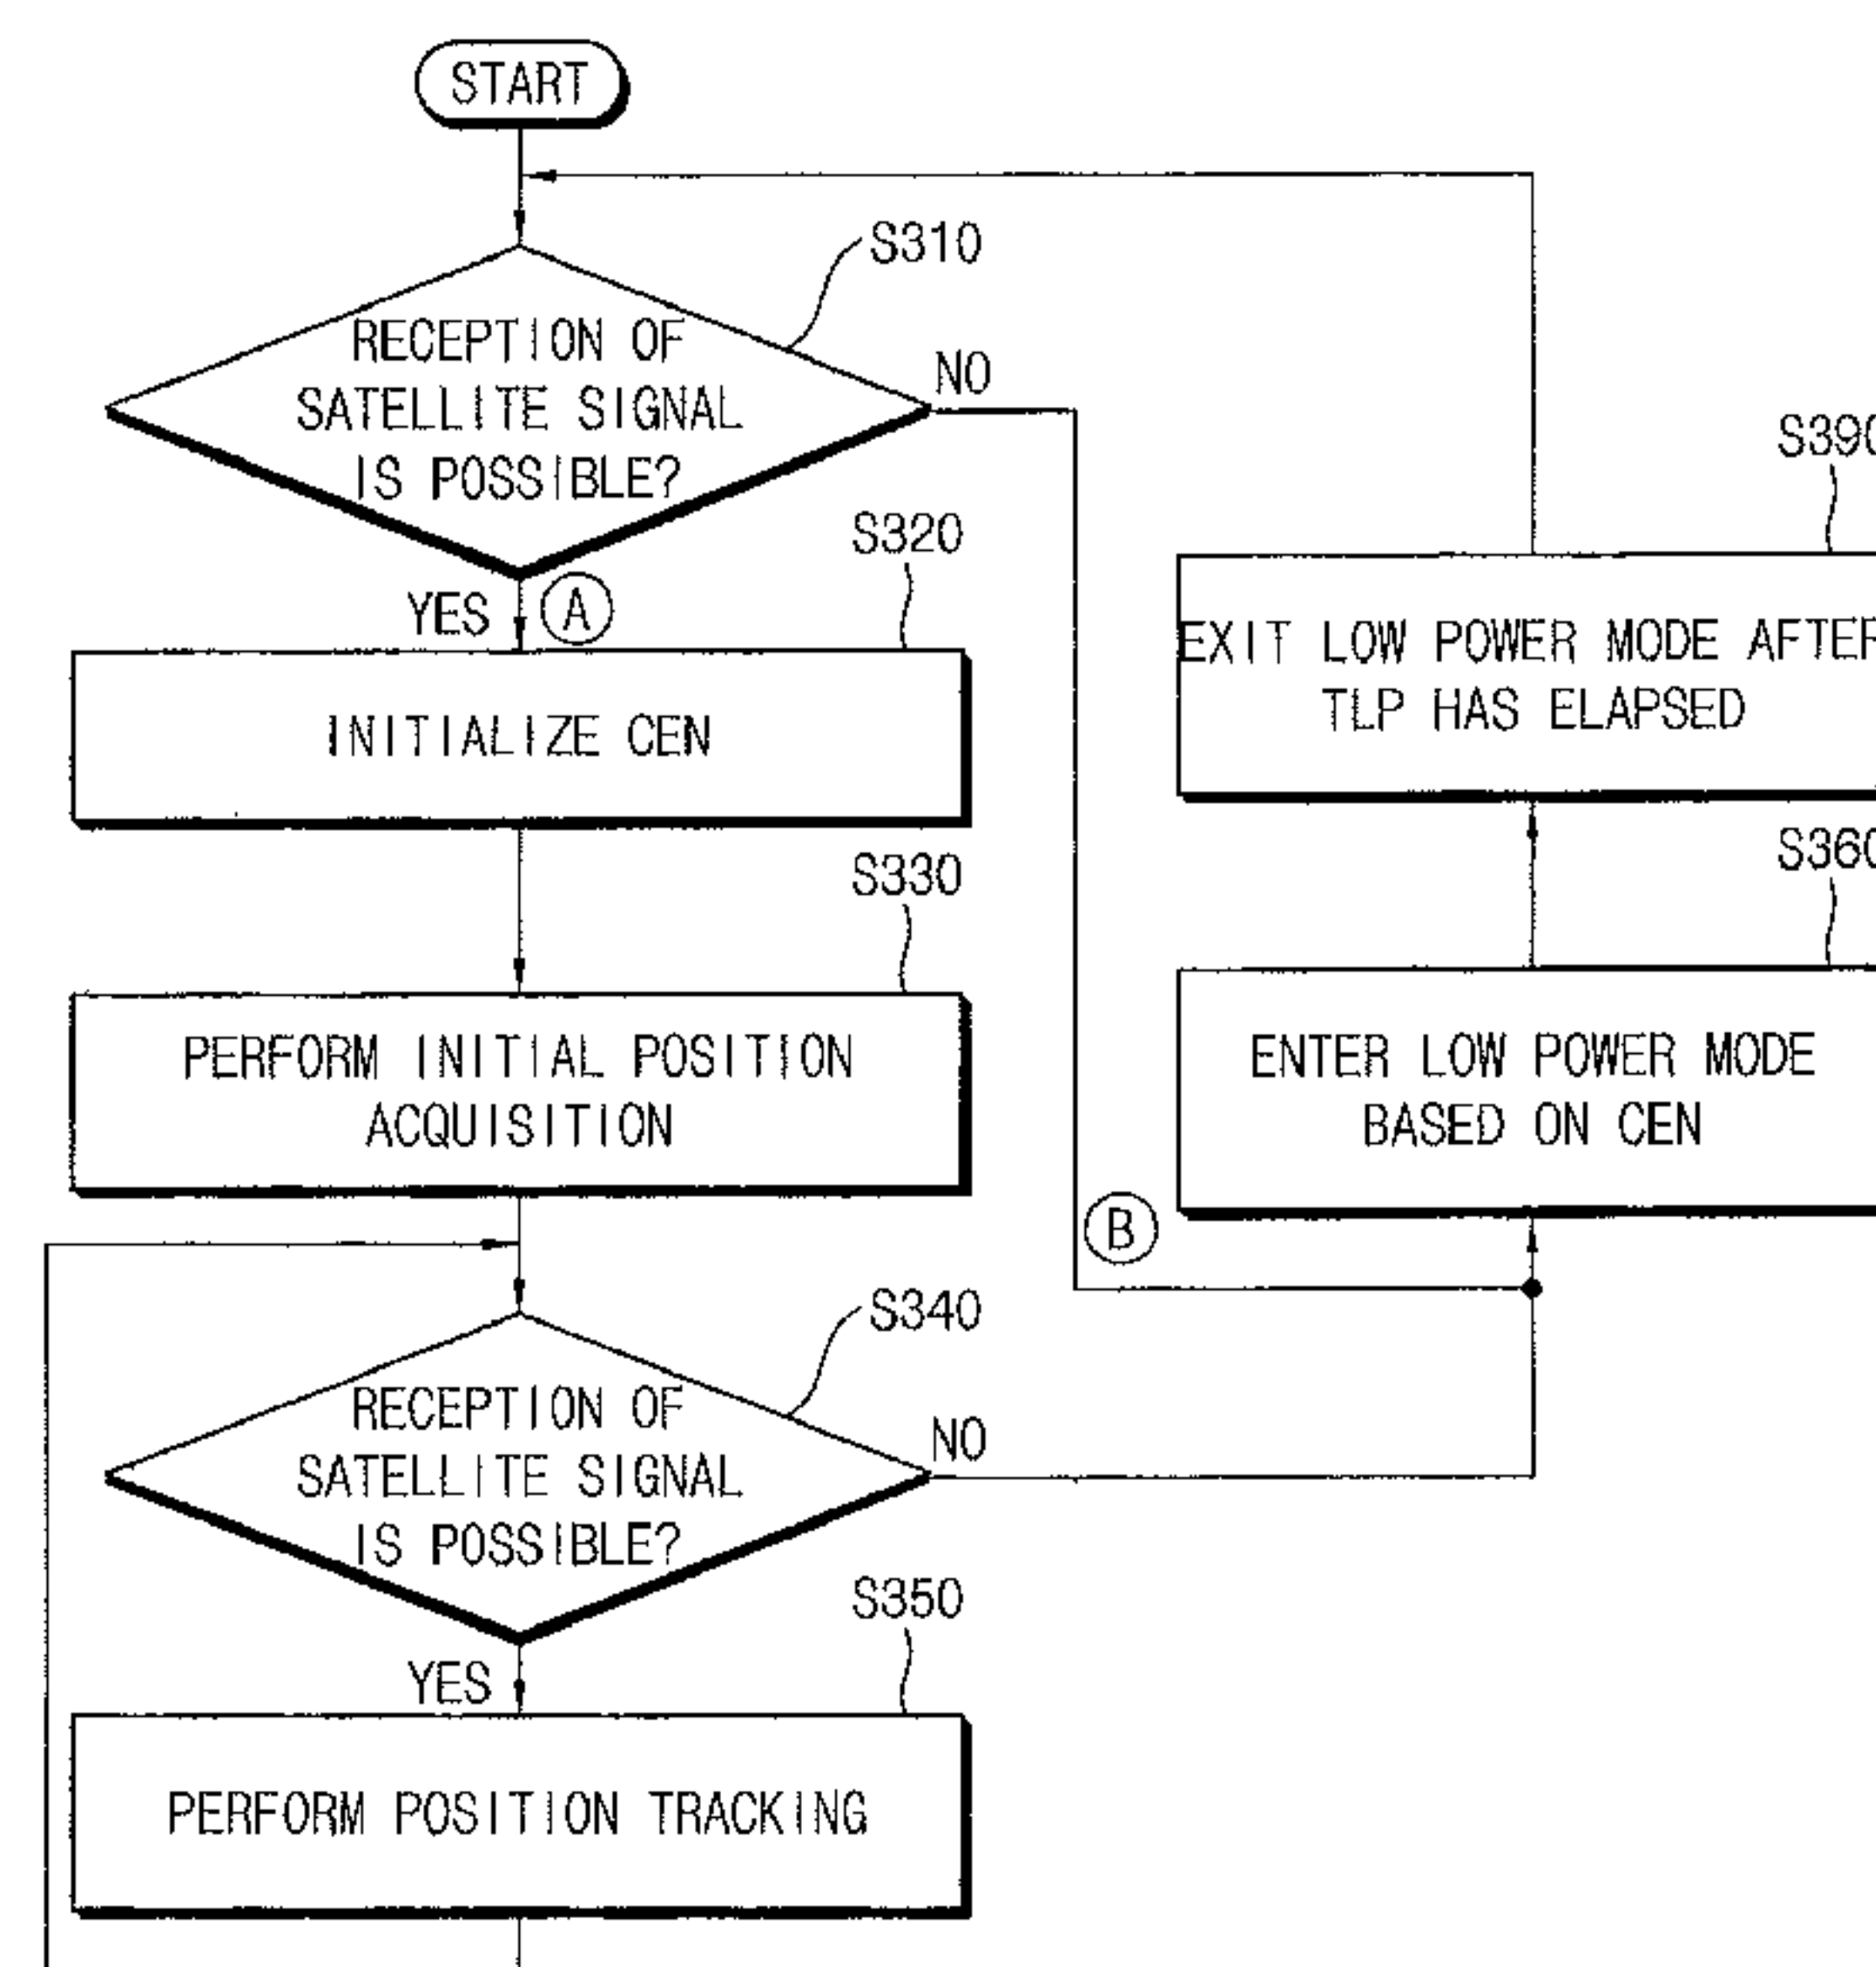 START
S310
RECEPTION OF
SATELLITE SIGNAL
IS POSSIBLE?
NO
YES
A
S320
INITIALIZE CEN
S330
PERFORM INITIAL POSITION
ACQUISITION
S340
RECEPTION OF
SATELLITE SIGNAL
IS POSSIBLE?
NO
YES
S350
PERFORM POSITION TRACKING
S390
EXIT LOW POWER MODE AFTER
TLP HAS ELAPSED
S360
ENTER LOW POWER MODE
BASED ON CEN
B